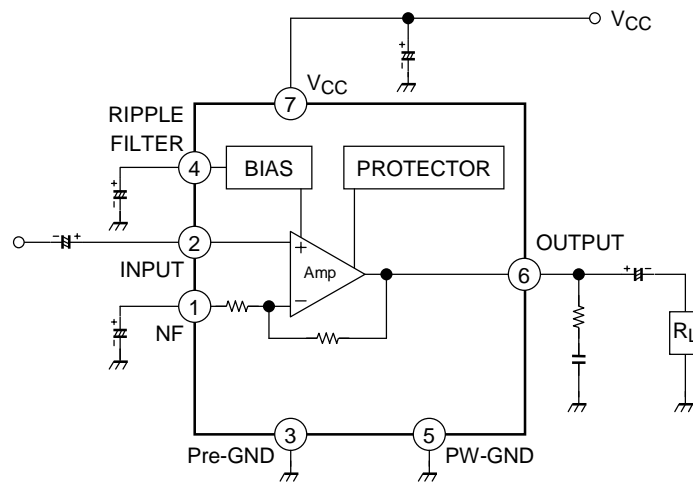 VCC
VCC
7
RIPPLE
FILTER
4
BIAS
PROTECTOR
+
−
+
−
− +
2
+
Amp
−
INPUT
OUTPUT
6
+ −
1
NF
+
−
RL
3
5
Pre-GND
PW-GND